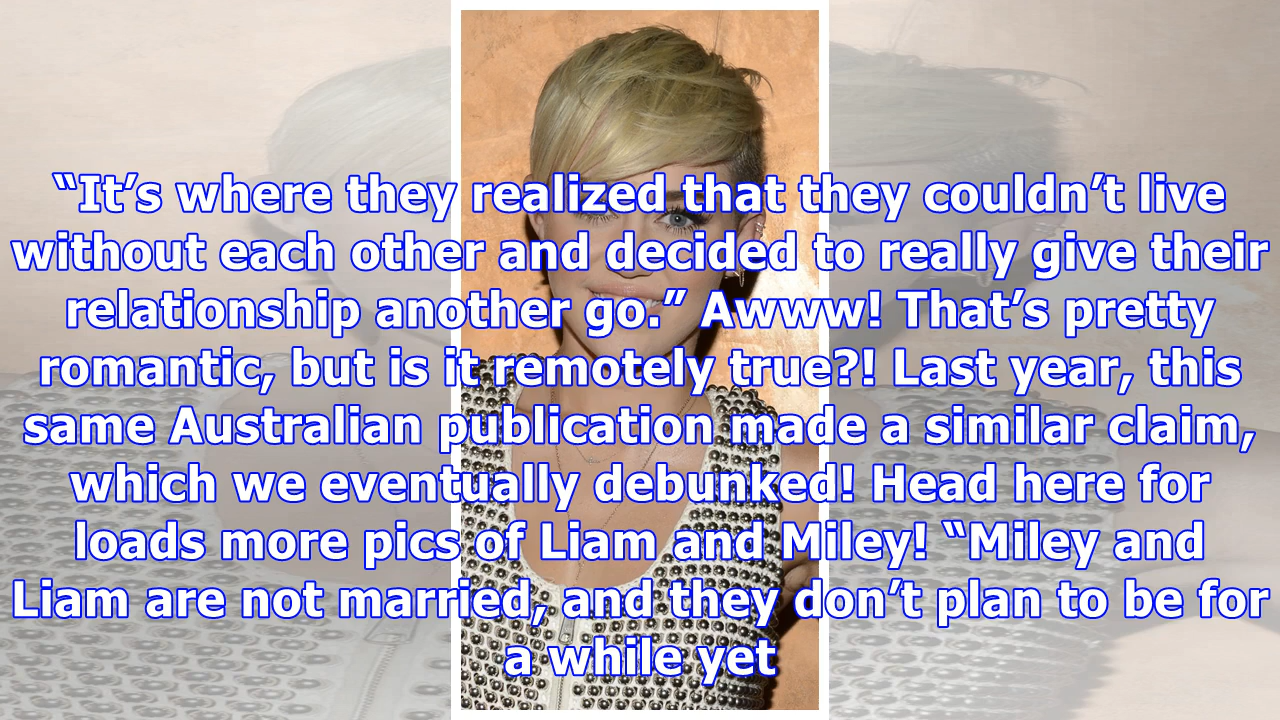 “It’s where they realized that they couldn’t live
without each other and decided to really give their
relationship another go.” Awww! That’s pretty
romantic, but is it remotely true?! Last year, this
same Australian publication made a similar claim,
which we eventually debunked! Head here for
loads more pics of Liam and Miley! “Miley and
Liam are not married, and they don’t plan to be for
a while yet